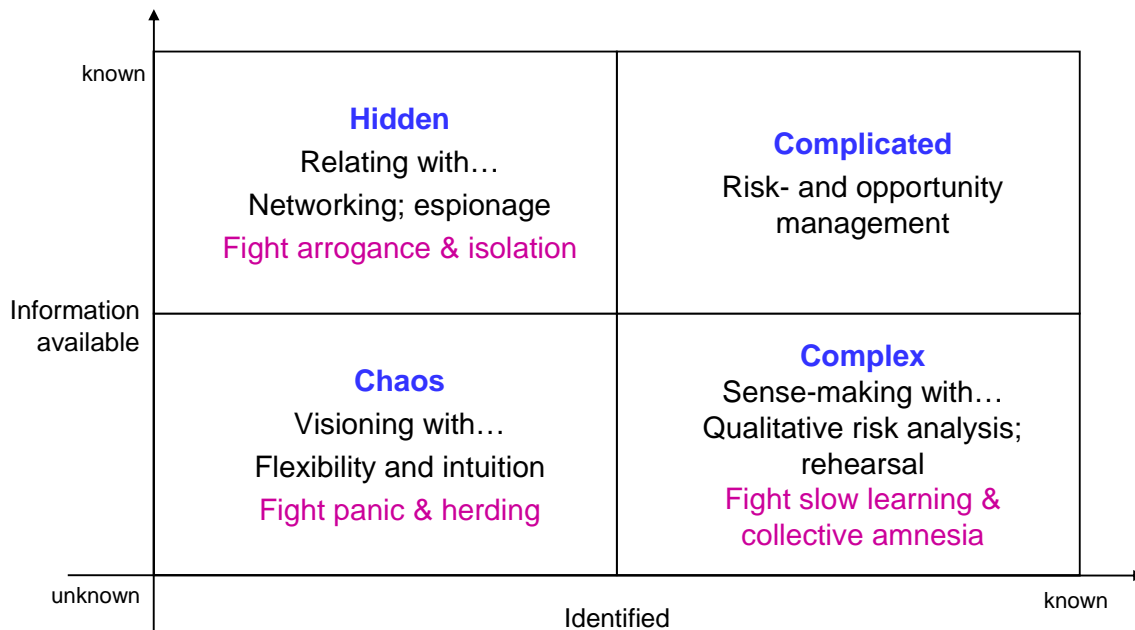 known
Hidden
Relating with…
Networking; espionage
Fight arrogance & isolation
Complicated
Risk- and opportunity
management
Information
available
Chaos
Visioning with…
Flexibility and intuition
Fight panic & herding
Complex
Sense-making with…
Qualitative risk analysis;
rehearsal
Fight slow learning &
collective amnesia
unknown
Identified
known